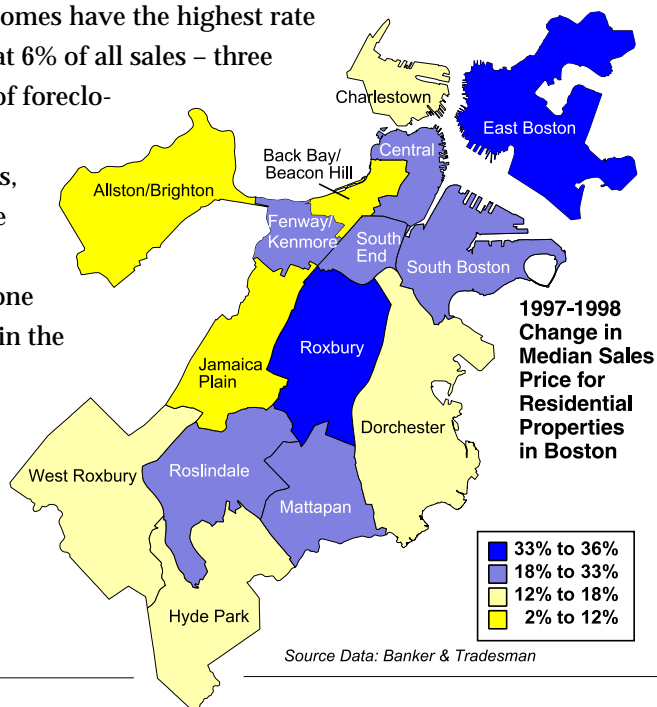 omes have the highest rate
at 6% of all sales – three
of foreclo-
s,
e
one
in the
Charlestown
East Boston
Central
Back Bay/
Beacon Hill
Allston/Brighton
Fenway/
Kenmore
South
End
South Boston
1997-1998
Change in
Median Sales
Price for
Residential
Properties
in Boston
Jamaica
Plain
Roxbury
Dorchester
West Roxbury
Roslindale
Mattapan
Hyde Park
33% to 36%
18% to 33%
12% to 18%
2% to 12%
Source Data: Banker & Tradesman